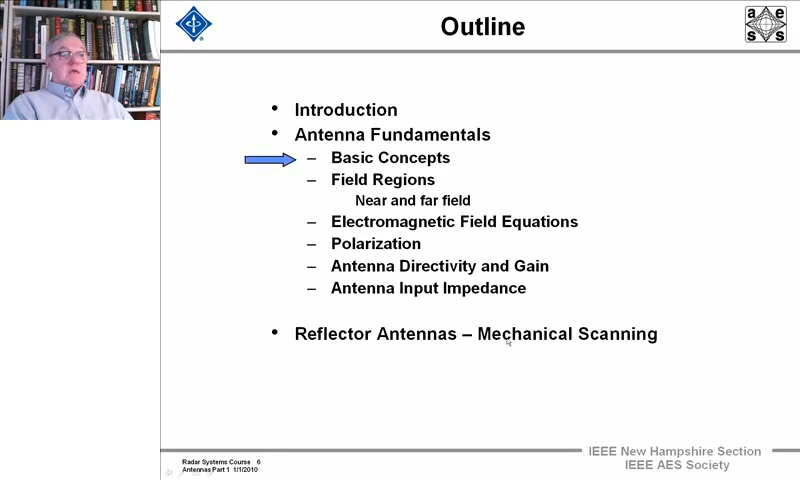 Outline
a e
s s
• Introduction
• Antenna Fundamentals
– Basic Concepts
– Field Regions
Near and far field
– Electromagnetic Field Equations
– Polarization
– Antenna Directivity and Gain
– Antenna Input Impedance
• Reflector Antennas – Mechanical Scanning
Radar Systems Course 6
Antennas Part 1 1/1/2010
IEEE New Hampshire Section
IEEE AES Society